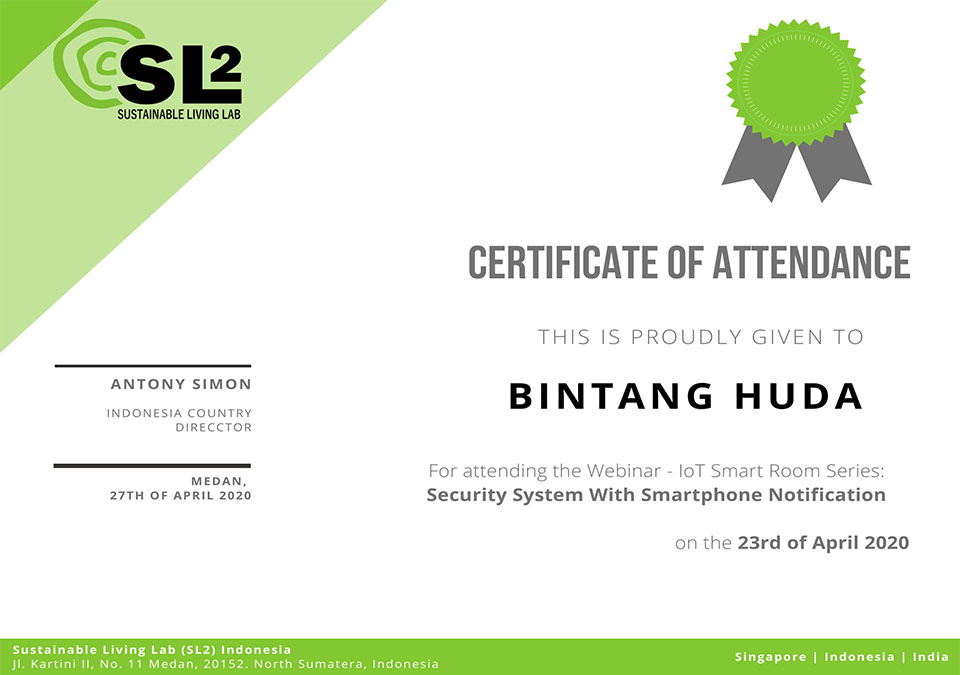 SL2
SUSTAINABLE LIVING LAB
CERTIFICATE OF ATTENDANCE
THIS IS PROUDLY GIVEN TO
BINTANG HUDA
For attending the Webinar - IoT Smart Room Series:
Security System With Smartphone Notification
on the 23rd of April 2020
ANTONY SIMON
INDONESIA COUNTRY
DIRECCTOR
MEDAN,
27TH OF APRIL 2020
Sustainable Living Lab (SL2) Indonesia
Jl. Kartini II, No. 11 Medan, 20152. North Sumatera, Indonesia
Singapore | Indonesia | India